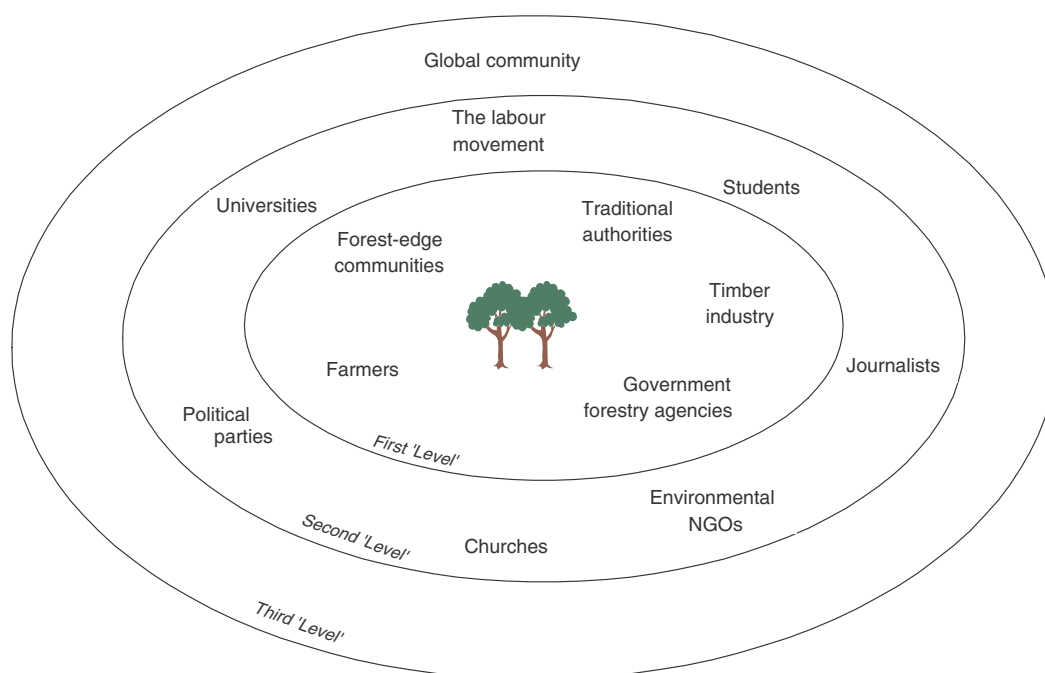 Global community
The labour
movement
Students
Universities
Traditional
authorities
Forest-edge
communities
Timber
industry
Farmers
Journalists
Government
forestry agencies
Political
parties
First 'Level'
Environmental
NGOs
Second 'Level'
Churches
Third 'Level'